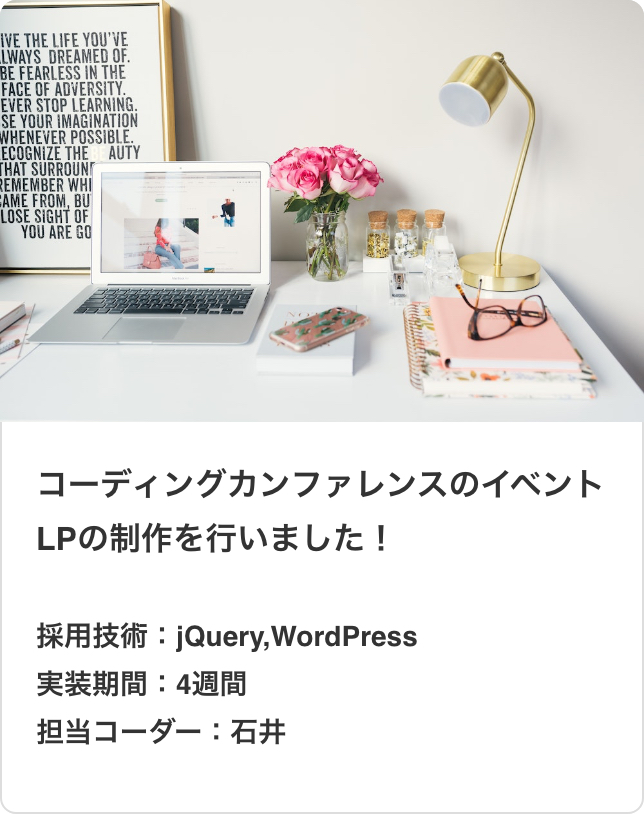 IVE THE LIFE YOU'VE
LWAYS DREAMED OF.
BE FEARLESS IN THE
FACE OF ADVERSITY.
EVER STOP LEARNING.
SE YOUR IMAGINATION
WHENEVER POSSIBLE.
ECOGNIZE THE BEAUTY
THAT SURROUN
REMEMBER WHE
AME FROM, BU
LOSE SIGHT OF
YOU ARE GO
コーディングカンファレンスのイベント
LPの制作を行いました！
採用技術：jQuery,WordPress
実装期間：4週間
担当コーダー：石井